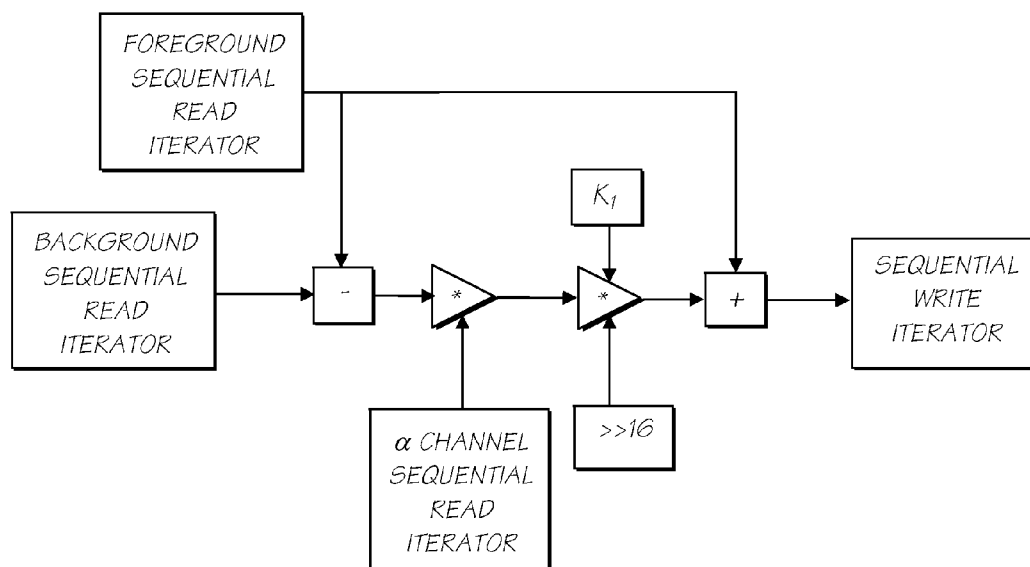 FOREGROUND
SEQUENTIAL
READ
ITERATOR
K₁
BACKGROUND
SEQUENTIAL
READ
ITERATOR
-
*
*
+
SEQUENTIAL
WRITE
ITERATOR
α CHANNEL
SEQUENTIAL
READ
ITERATOR
>>16